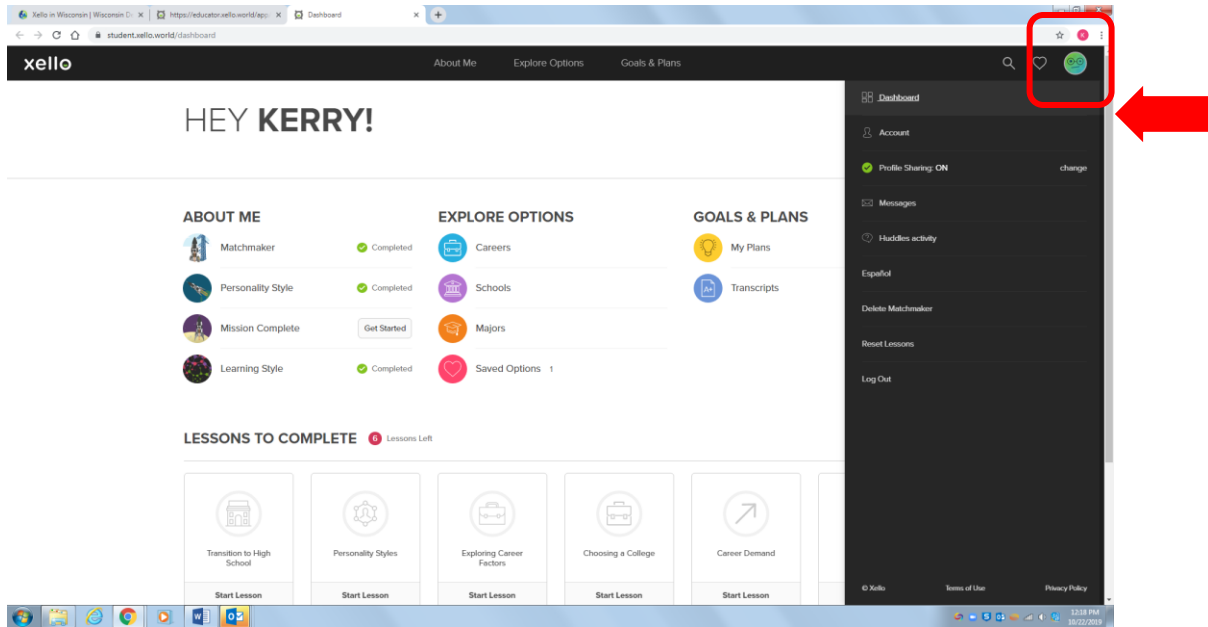 Xello in Wisconsin | Wisconsin D
https://educator.xello.world/app
Dashboard
student.xello.world/dashboard
K
xello
About Me
Explore Options
Goals & Plans
HEY KERRY!
Dashboard
Account
Profile Sharing: ON
change
Messages
Huddles activity
Español
Delete Matchmaker
Reset Lessons
Log Out
ABOUT ME
Matchmaker
Completed
Personality Style
Completed
Mission Complete
Get Started
Learning Style
Completed
EXPLORE OPTIONS
Careers
Schools
Majors
Saved Options 1
GOALS & PLANS
My Plans
A+
Transcripts
LESSONS TO COMPLETE 6 Lessons Left
Transition to High
School
Start Lesson
Personality Styles
Start Lesson
Exploring Career
Factors
Start Lesson
Choosing a College
Start Lesson
Career Demand
Start Lesson
© Xello
Terms of Use
Privacy Policy
12:18 PM
10/22/2019